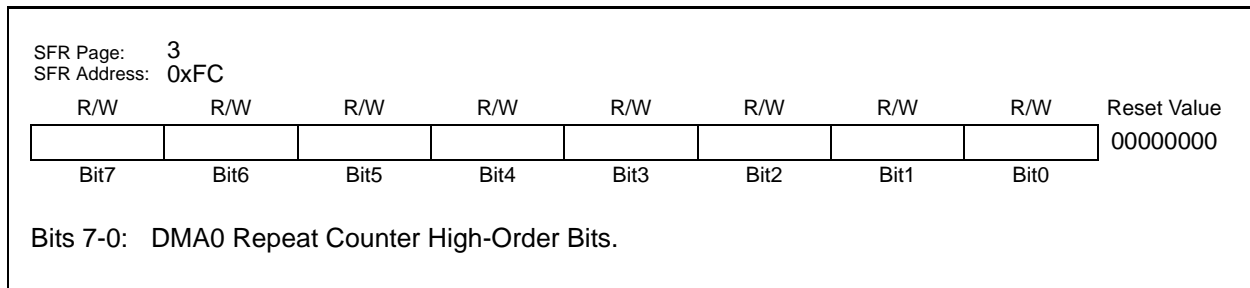 SFR Page: 3
SFR Address: 0xFC
R/W R/W R/W R/W R/W R/W R/W R/W Reset Value
00000000
Bit7 Bit6 Bit5 Bit4 Bit3 Bit2 Bit1 Bit0
Bits 7-0: DMA0 Repeat Counter High-Order Bits.